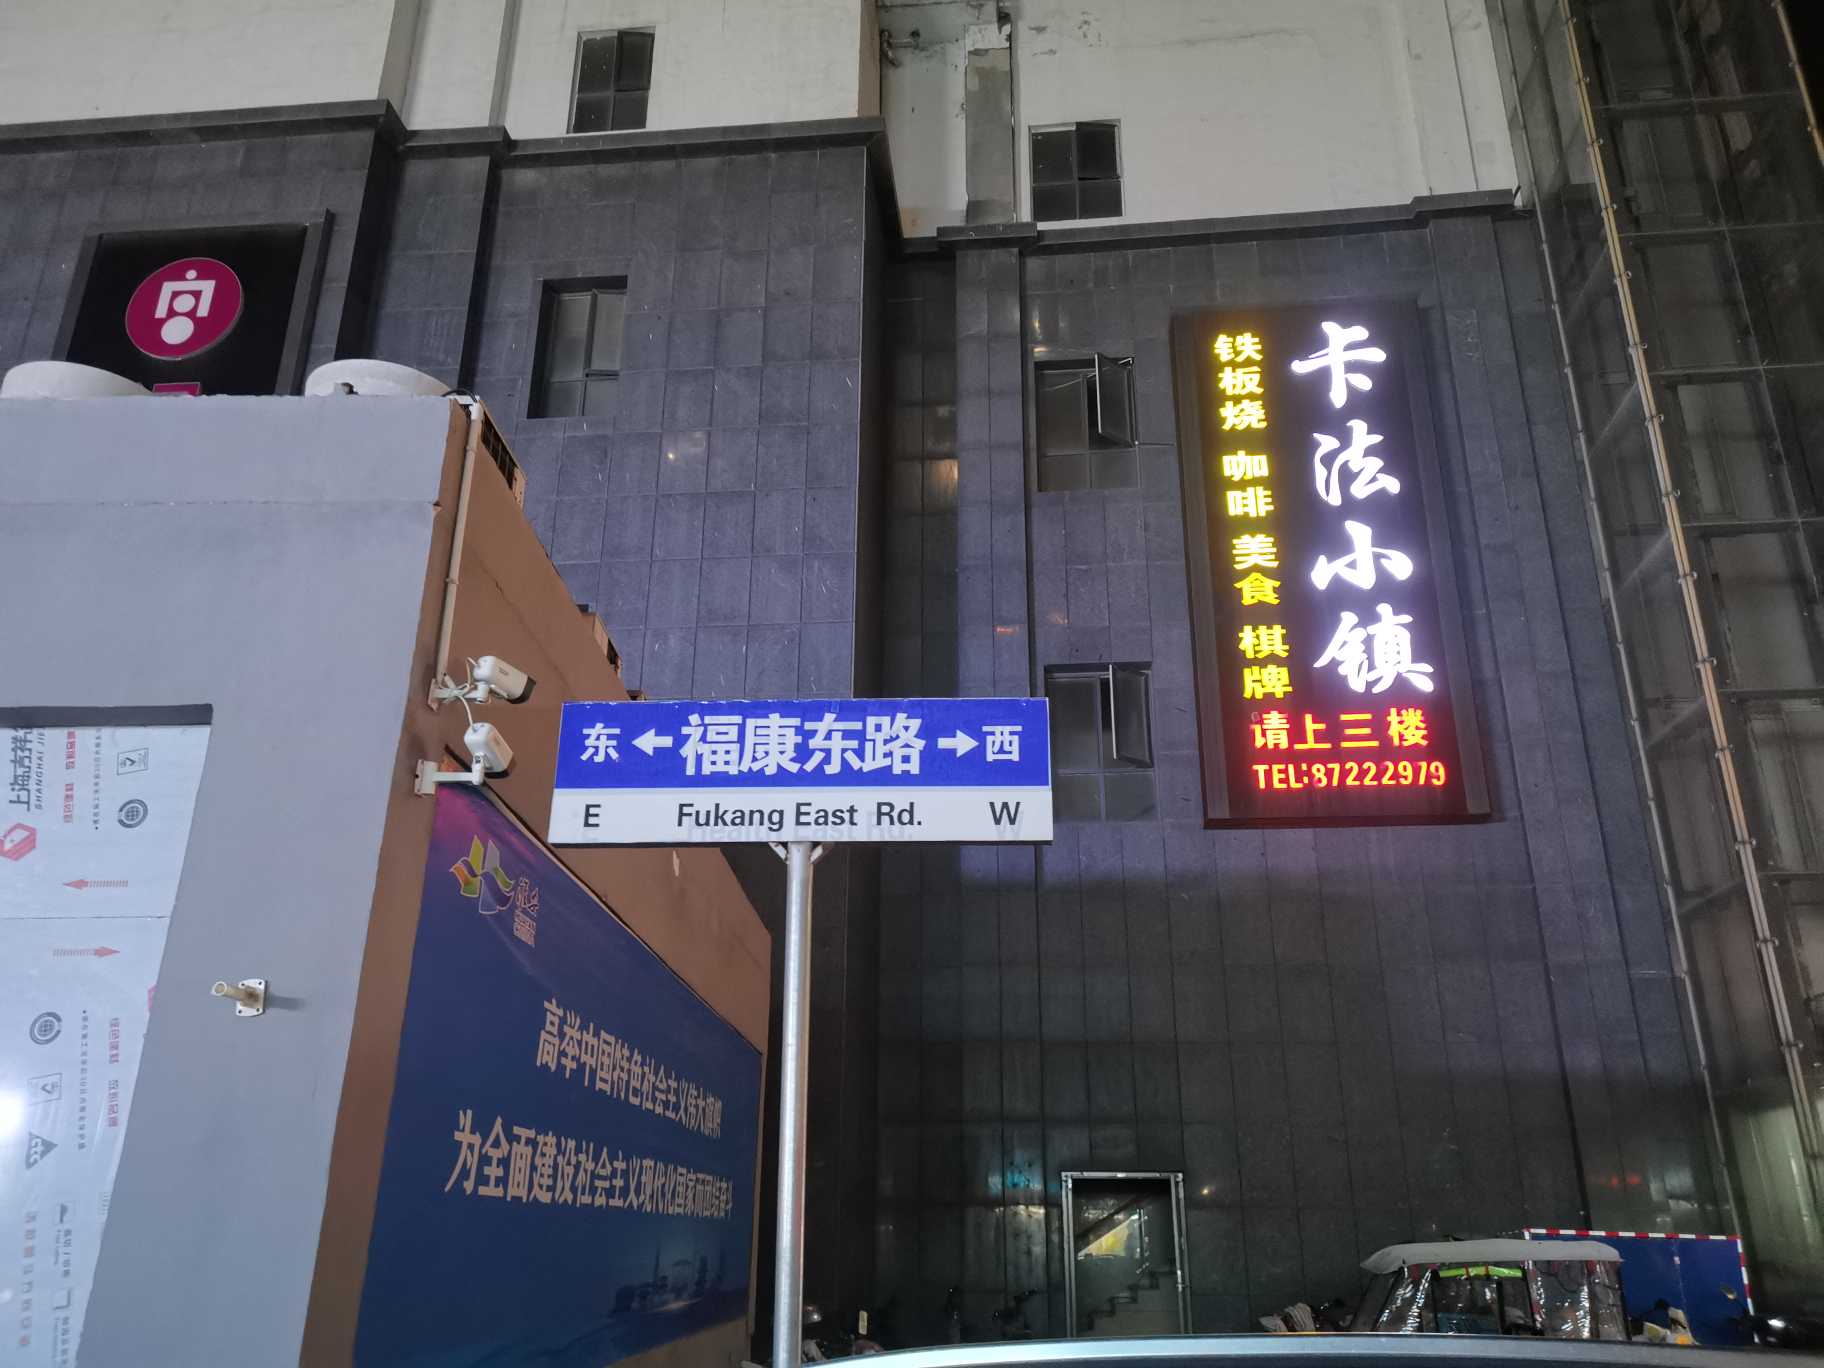 卡法小镇
铁板烧 咖啡 美食 棋牌
请上三楼
TEL:87222979
东 ← 福康东路 → 西
E Fukang East Rd. W
高举中国特色社会主义伟大旗帜
为全面建设社会主义现代化国家而团结奋斗